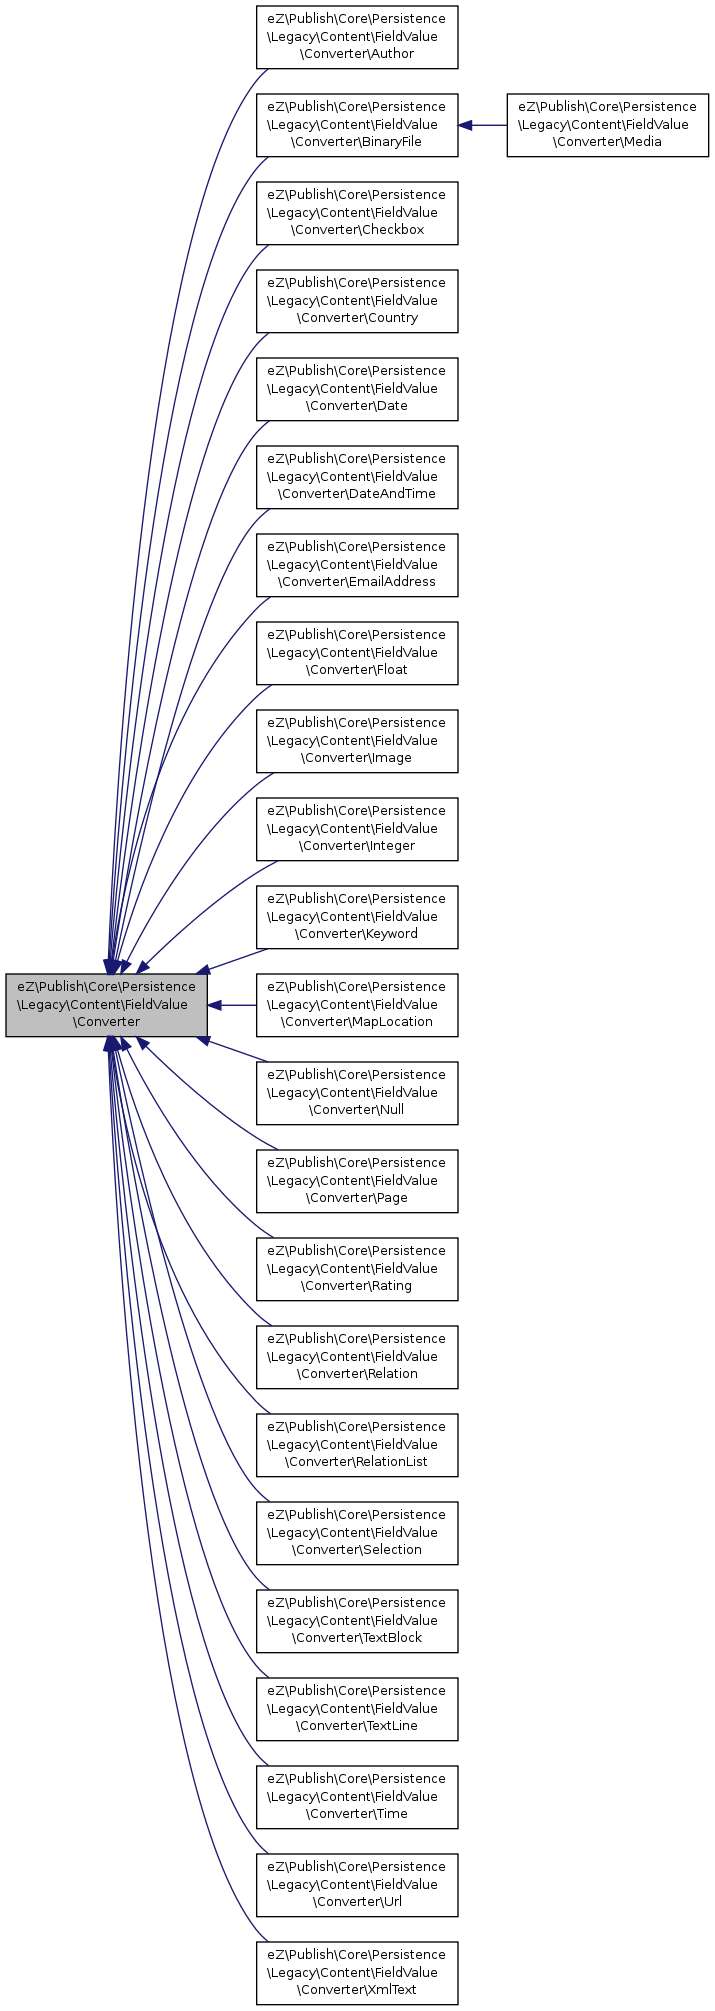 eZ\Publish\Core\Persistence
\Legacy\Content\FieldValue
\Converter\Author
eZ\Publish\Core\Persistence
\Legacy\Content\FieldValue
\Converter\BinaryFile
eZ\Publish\Core\Persistence
\Legacy\Content\FieldValue
\Converter\Media
eZ\Publish\Core\Persistence
\Legacy\Content\FieldValue
\Converter\Checkbox
eZ\Publish\Core\Persistence
\Legacy\Content\FieldValue
\Converter\Country
eZ\Publish\Core\Persistence
\Legacy\Content\FieldValue
\Converter\Date
eZ\Publish\Core\Persistence
\Legacy\Content\FieldValue
\Converter\DateAndTime
eZ\Publish\Core\Persistence
\Legacy\Content\FieldValue
\Converter\EmailAddress
eZ\Publish\Core\Persistence
\Legacy\Content\FieldValue
\Converter\Float
eZ\Publish\Core\Persistence
\Legacy\Content\FieldValue
\Converter\Image
eZ\Publish\Core\Persistence
\Legacy\Content\FieldValue
\Converter\Integer
eZ\Publish\Core\Persistence
\Legacy\Content\FieldValue
\Converter\Keyword
eZ\Publish\Core\Persistence
\Legacy\Content\FieldValue
\Converter
eZ\Publish\Core\Persistence
\Legacy\Content\FieldValue
\Converter\MapLocation
eZ\Publish\Core\Persistence
\Legacy\Content\FieldValue
\Converter\Null
eZ\Publish\Core\Persistence
\Legacy\Content\FieldValue
\Converter\Page
eZ\Publish\Core\Persistence
\Legacy\Content\FieldValue
\Converter\Rating
eZ\Publish\Core\Persistence
\Legacy\Content\FieldValue
\Converter\Relation
eZ\Publish\Core\Persistence
\Legacy\Content\FieldValue
\Converter\RelationList
eZ\Publish\Core\Persistence
\Legacy\Content\FieldValue
\Converter\Selection
eZ\Publish\Core\Persistence
\Legacy\Content\FieldValue
\Converter\TextBlock
eZ\Publish\Core\Persistence
\Legacy\Content\FieldValue
\Converter\TextLine
eZ\Publish\Core\Persistence
\Legacy\Content\FieldValue
\Converter\Time
eZ\Publish\Core\Persistence
\Legacy\Content\FieldValue
\Converter\Url
eZ\Publish\Core\Persistence
\Legacy\Content\FieldValue
\Converter\XmlText